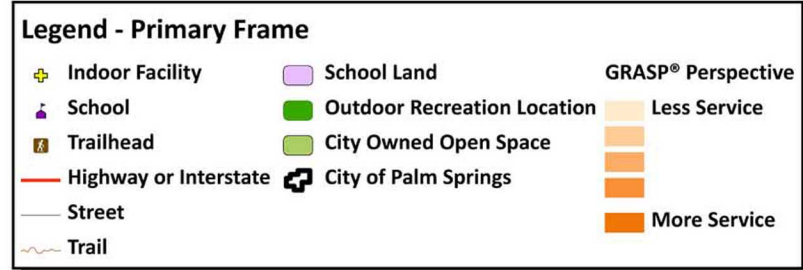 Legend - Primary Frame
Indoor Facility
School
Trailhead
Highway or Interstate
Street
Trail
School Land
Outdoor Recreation Location
City Owned Open Space
City of Palm Springs
GRASP® Perspective
Less Service
More Service